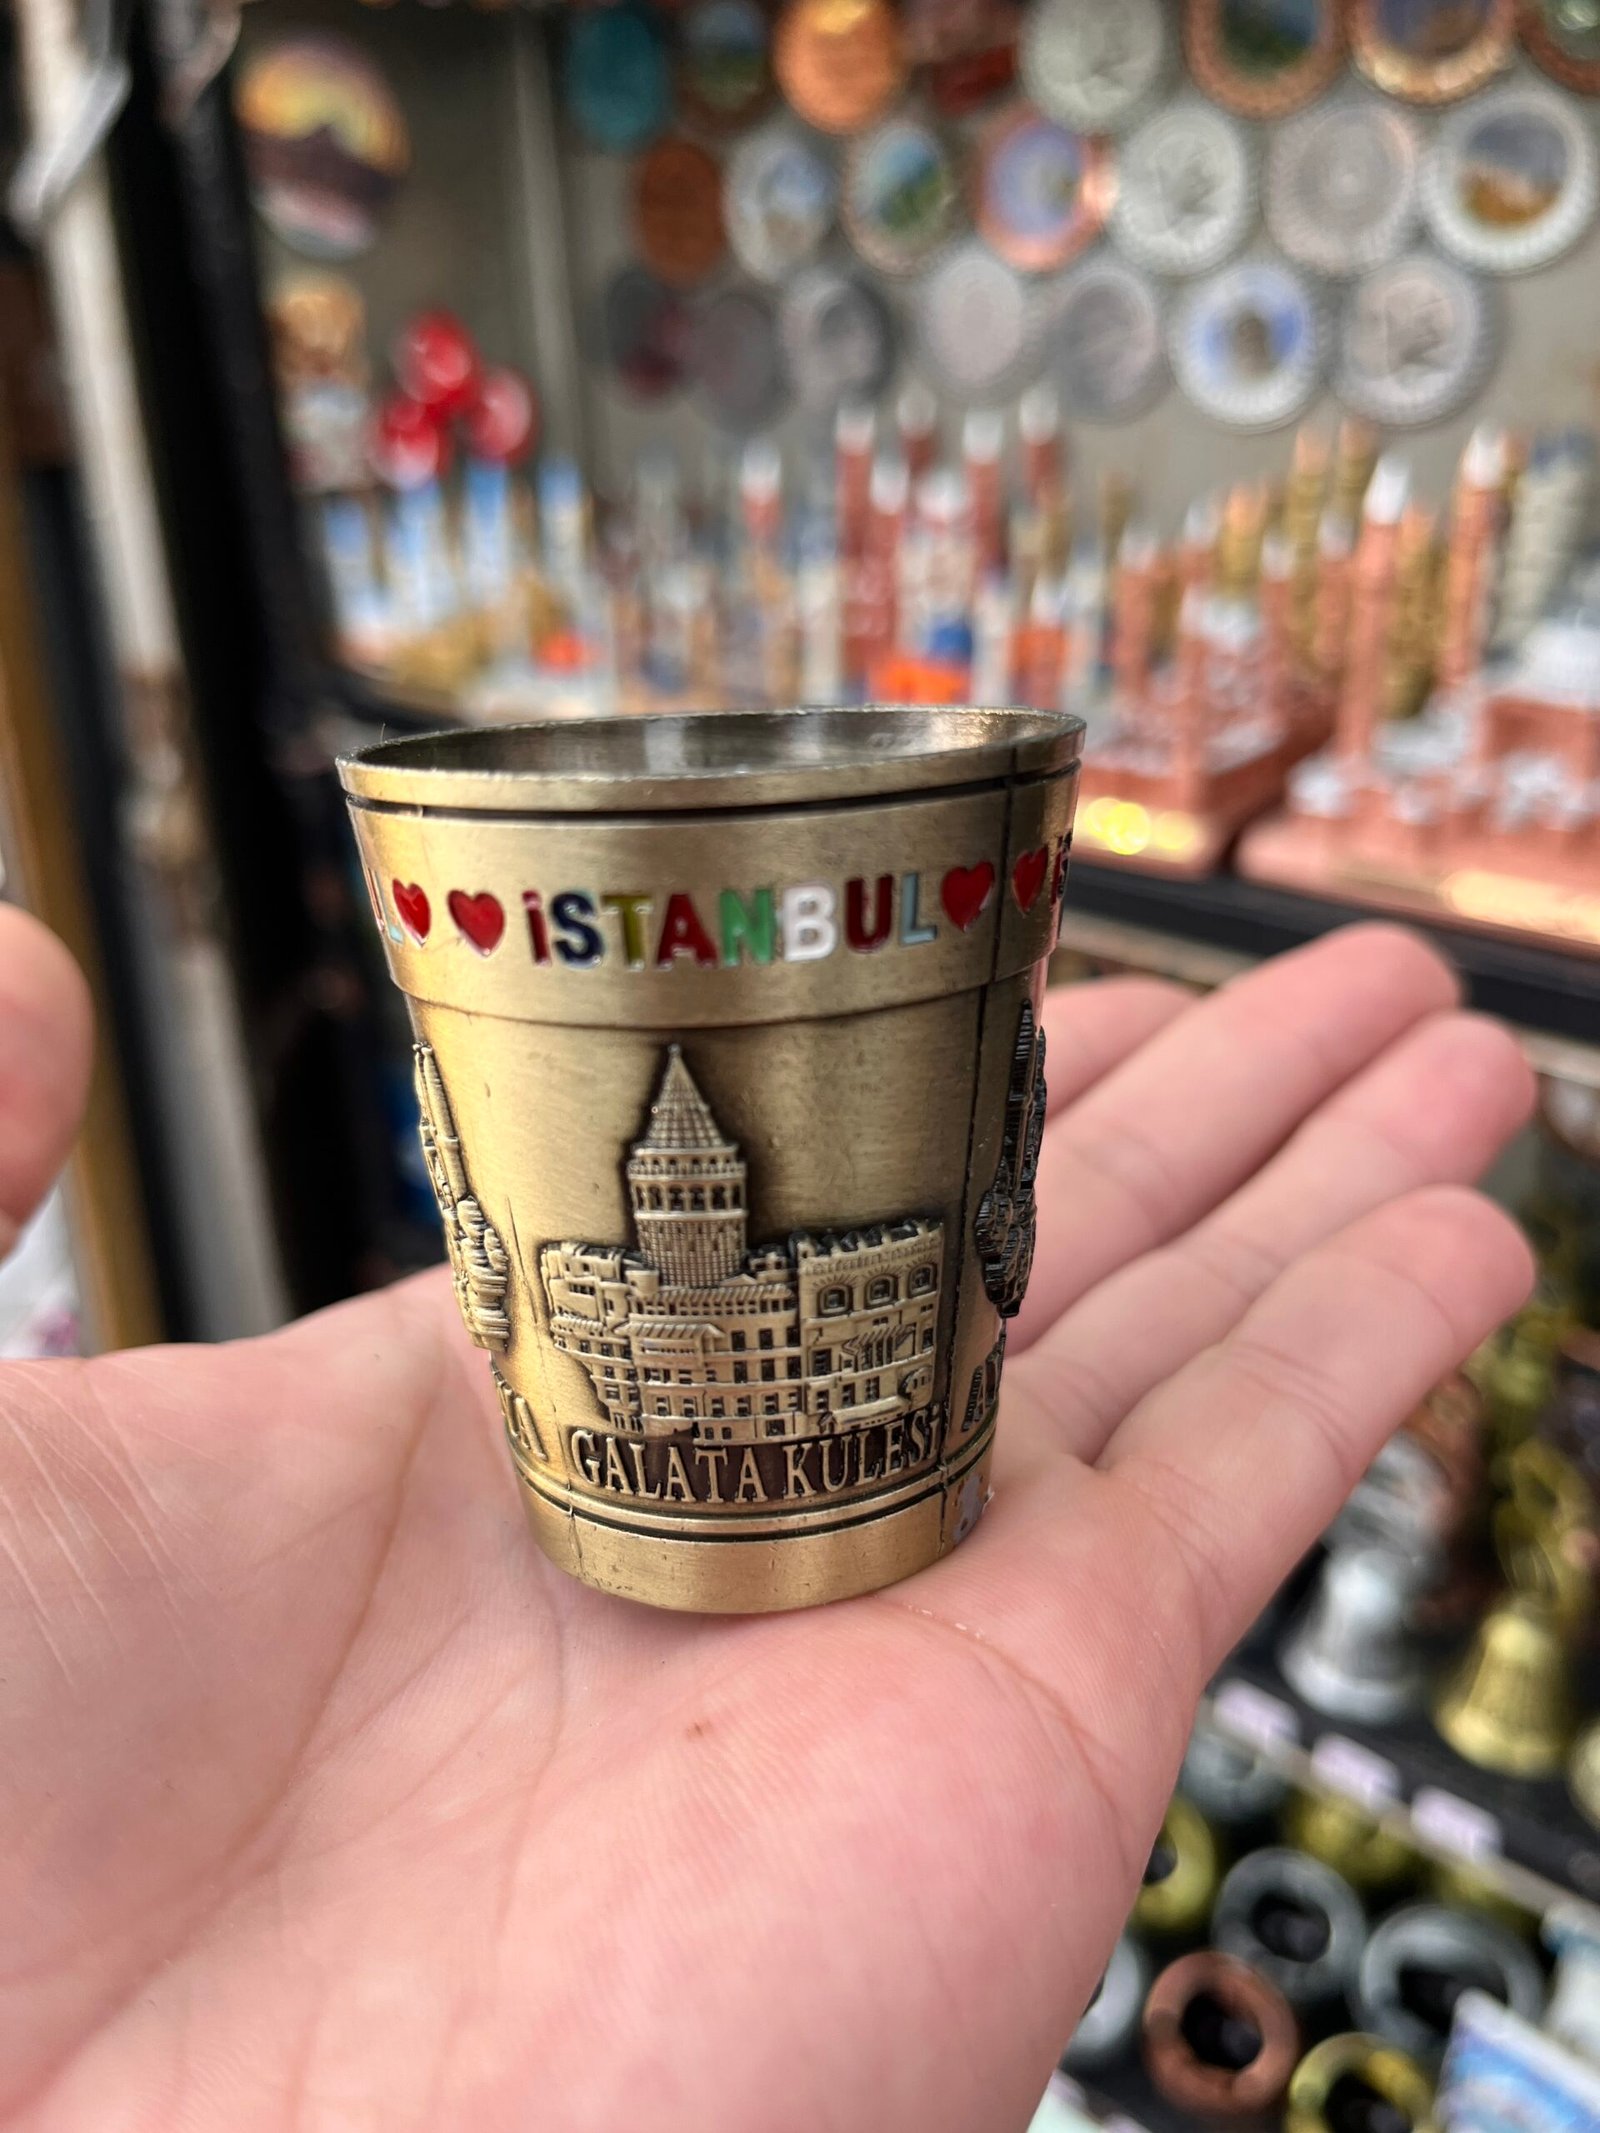 L ♥ ♥ İSTANBUL ♥ ♥ İS
GALATA KULESİ